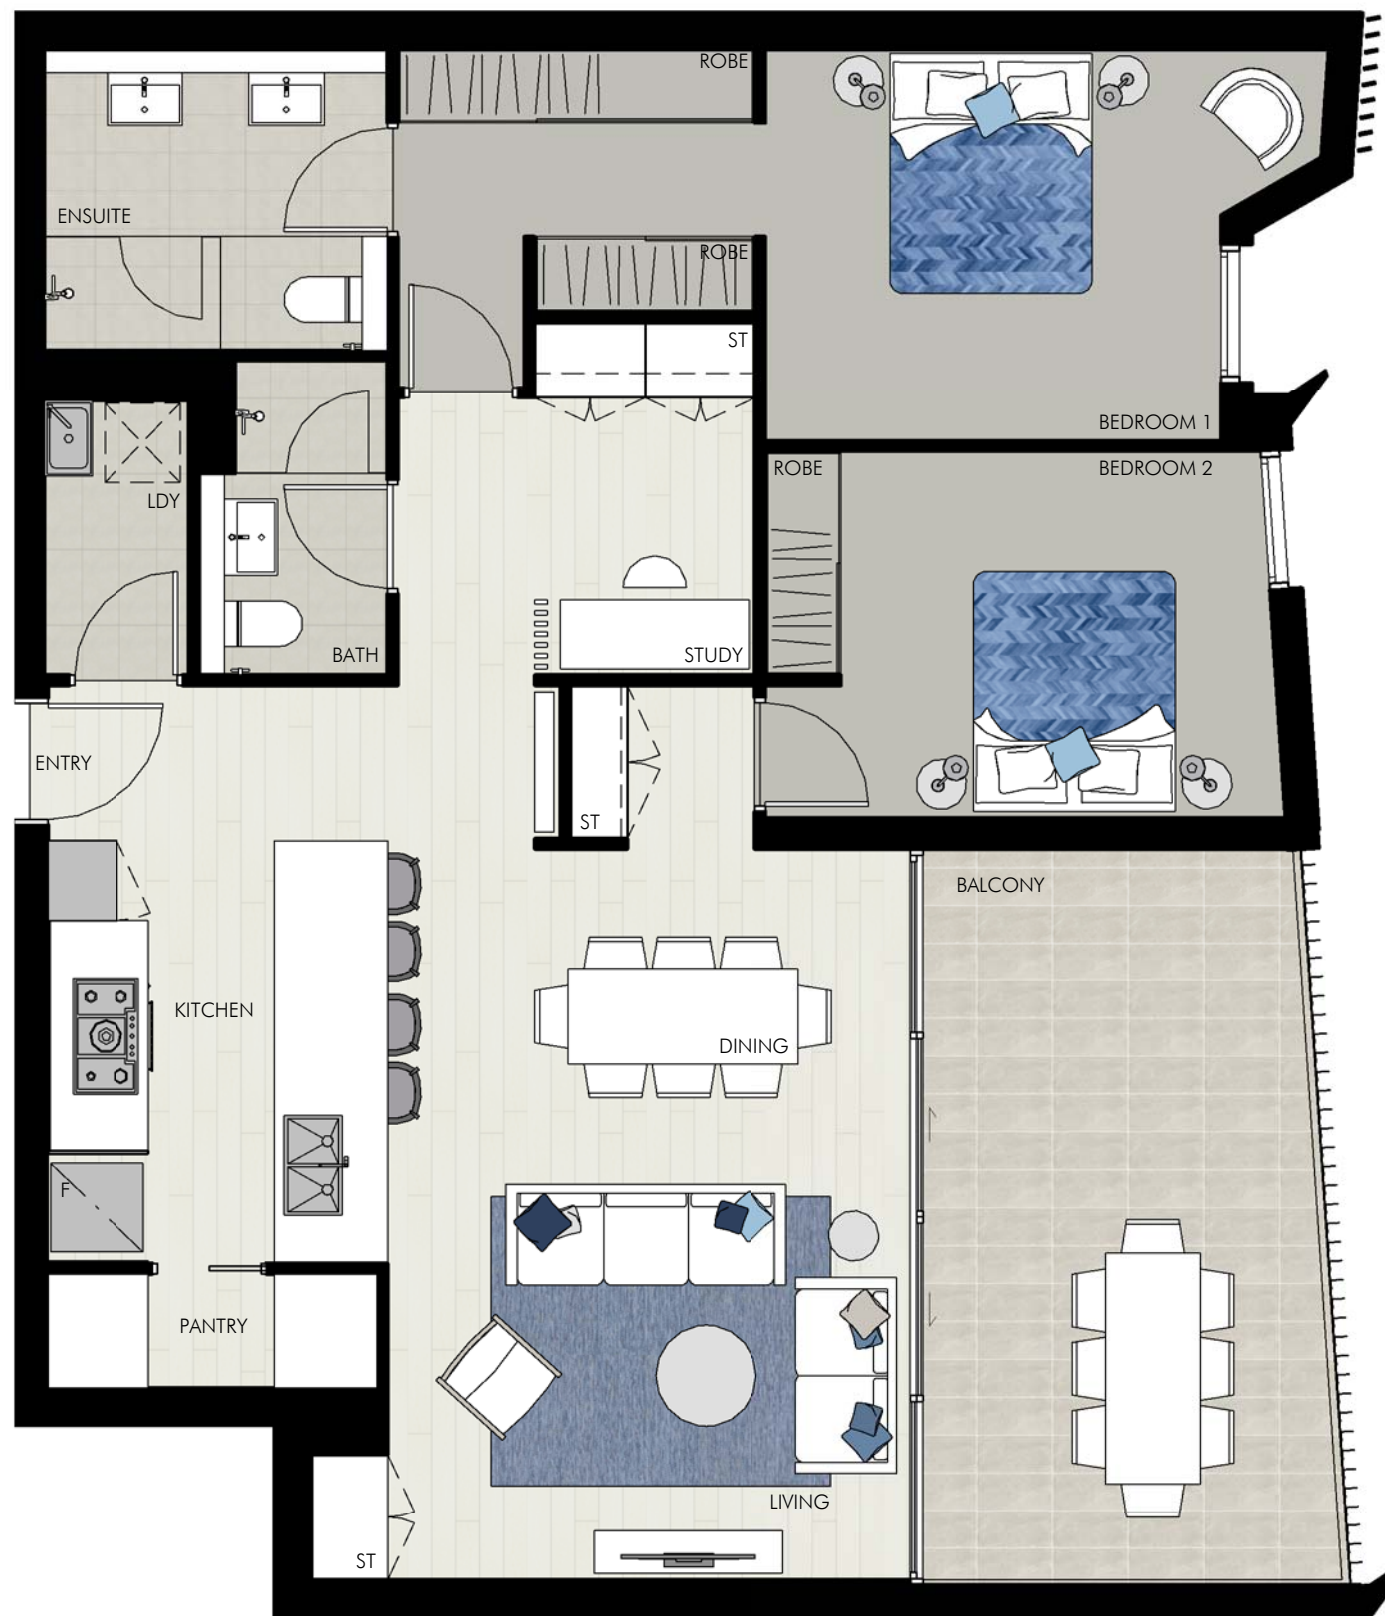 ROBE
ENSUITE
ROBE
ST
BEDROOM 1
ROBE
BEDROOM 2
LDY
BATH
STUDY
ENTRY
ST
BALCONY
KITCHEN
DINING
F
PANTRY
LIVING
ST